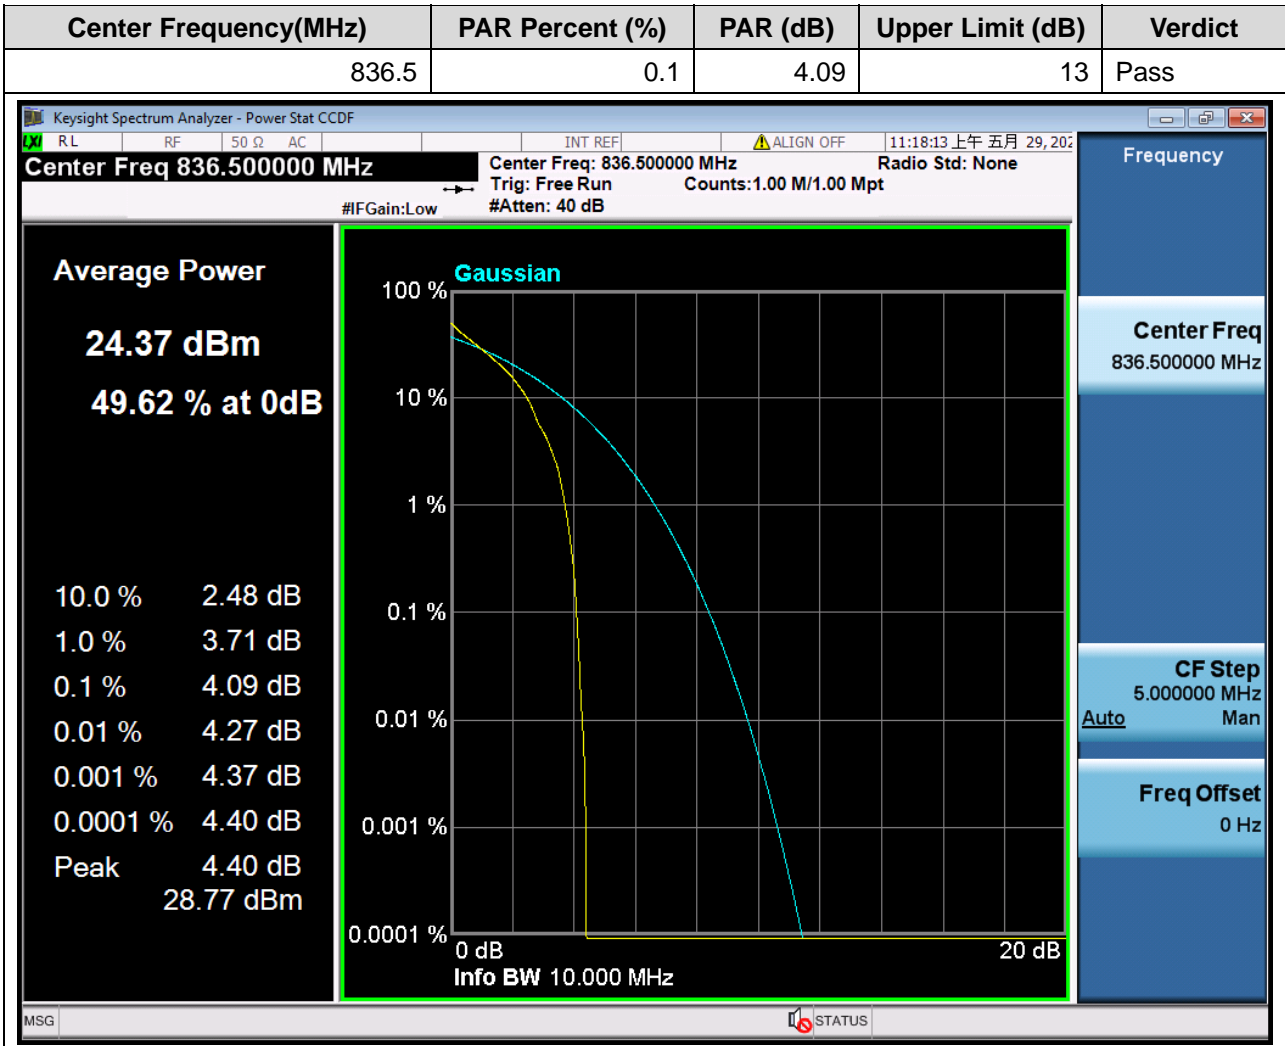 Center Frequency(MHz) PAR Percent (%) PAR (dB) Upper Limit (dB) Verdict
836.5 0.1 4.09 13 Pass
Keysight Spectrum Analyzer - Power Stat CCDF
LXI RL RF 50 Ω AC INT REF ALIGN OFF 11:18:13 上午 五月 29, 202
Center Freq 836.500000 MHz
Center Freq: 836.500000 MHz Radio Std: None
Trig: Free Run Counts:1.00 M/1.00 Mpt
#IFGain:Low #Atten: 40 dB
Average Power
24.37 dBm
49.62 % at 0dB
10.0 % 2.48 dB
1.0 % 3.71 dB
0.1 % 4.09 dB
0.01 % 4.27 dB
0.001 % 4.37 dB
0.0001 % 4.40 dB
Peak 4.40 dB
28.77 dBm
Gaussian
100 %
10 %
1 %
0.1 %
0.01 %
0.001 %
0.0001 %
0 dB 20 dB
Info BW 10.000 MHz
Frequency
Center Freq
836.500000 MHz
CF Step
5.000000 MHz
Auto Man
Freq Offset
0 Hz
MSG STATUS